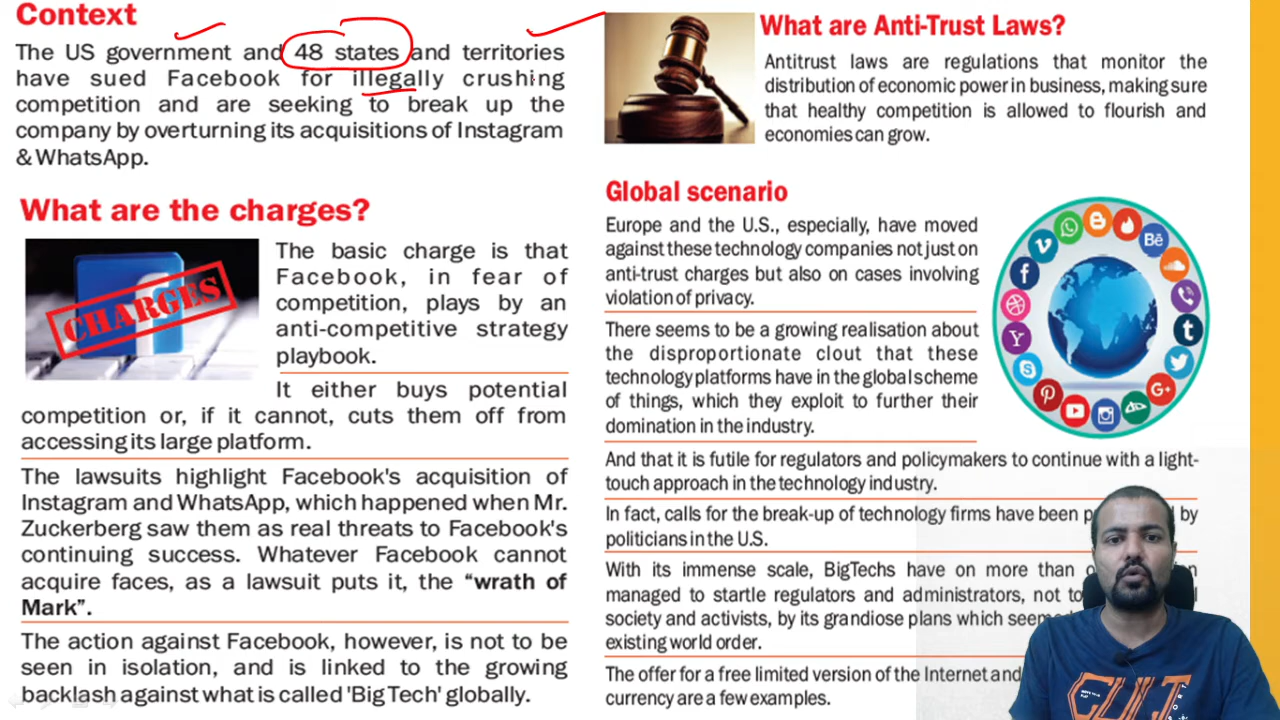 Context
The US government and 48 states and territories
have sued Facebook for illegally crushing
competition and are seeking to break up the
company by overturning its acquisitions of Instagram
& WhatsApp.
What are the charges?
CHARGES
The basic charge is that
Facebook, in fear of
competition, plays by an
anti-competitive strategy
playbook.
It either buys potential
competition or, if it cannot, cuts them off from
accessing its large platform.
The lawsuits highlight Facebook's acquisition of
Instagram and WhatsApp, which happened when Mr.
Zuckerberg saw them as real threats to Facebook's
continuing success. Whatever Facebook cannot
acquire faces, as a lawsuit puts it, the “wrath of
Mark”.
The action against Facebook, however, is not to be
seen in isolation, and is linked to the growing
backlash against what is called 'Big Tech' globally.
What are Anti-Trust Laws?
Antitrust laws are regulations that monitor the
distribution of economic power in business, making sure
that healthy competition is allowed to flourish and
economies can grow.
Global scenario
Europe and the U.S., especially, have moved
against these technology companies not just on
anti-trust charges but also on cases involving
violation of privacy.
There seems to be a growing realisation about
the disproportionate clout that these
technology platforms have in the global scheme
of things, which they exploit to further their
domination in the industry.
And that it is futile for regulators and policymakers to continue with a light-
touch approach in the technology industry.
In fact, calls for the break-up of technology firms have been by
politicians in the U.S.
With its immense scale, BigTechs have on more than
managed to startle regulators and administrators, not to
society and activists, by its grandiose plans which
existing world order.
The offer for a free limited version of the Internet and
currency are a few examples.
CULT